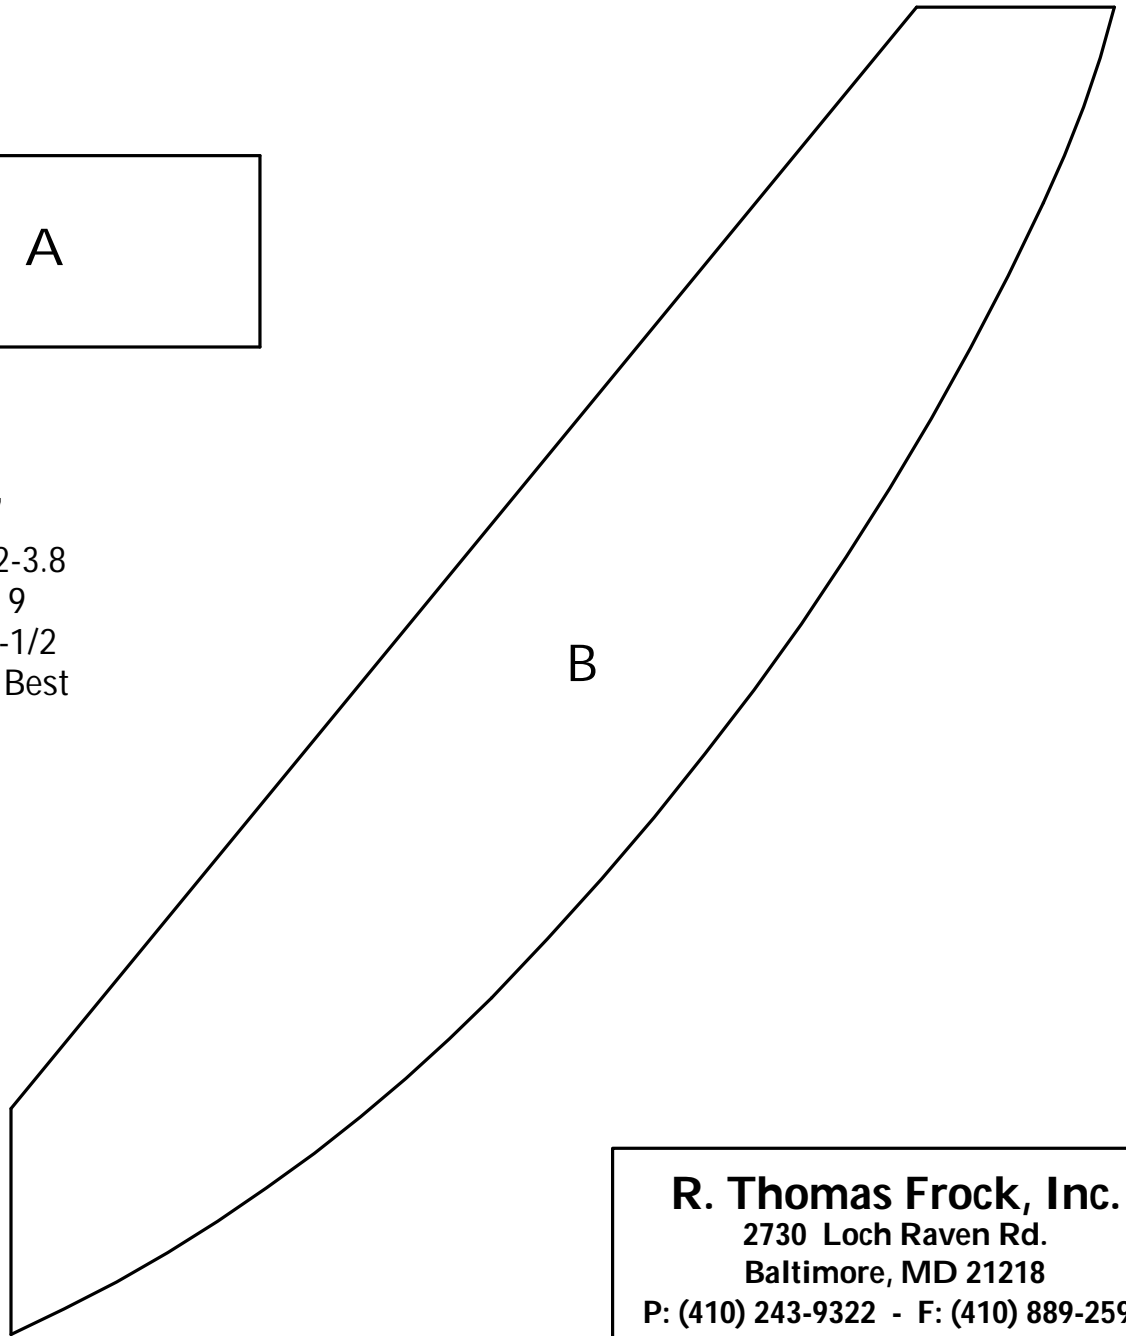 A
2-3.8
9
-1/2
Best
B
R. Thomas Frock, Inc.
2730 Loch Raven Rd.
Baltimore, MD 21218
P: (410) 243-9322 - F: (410) 889-259